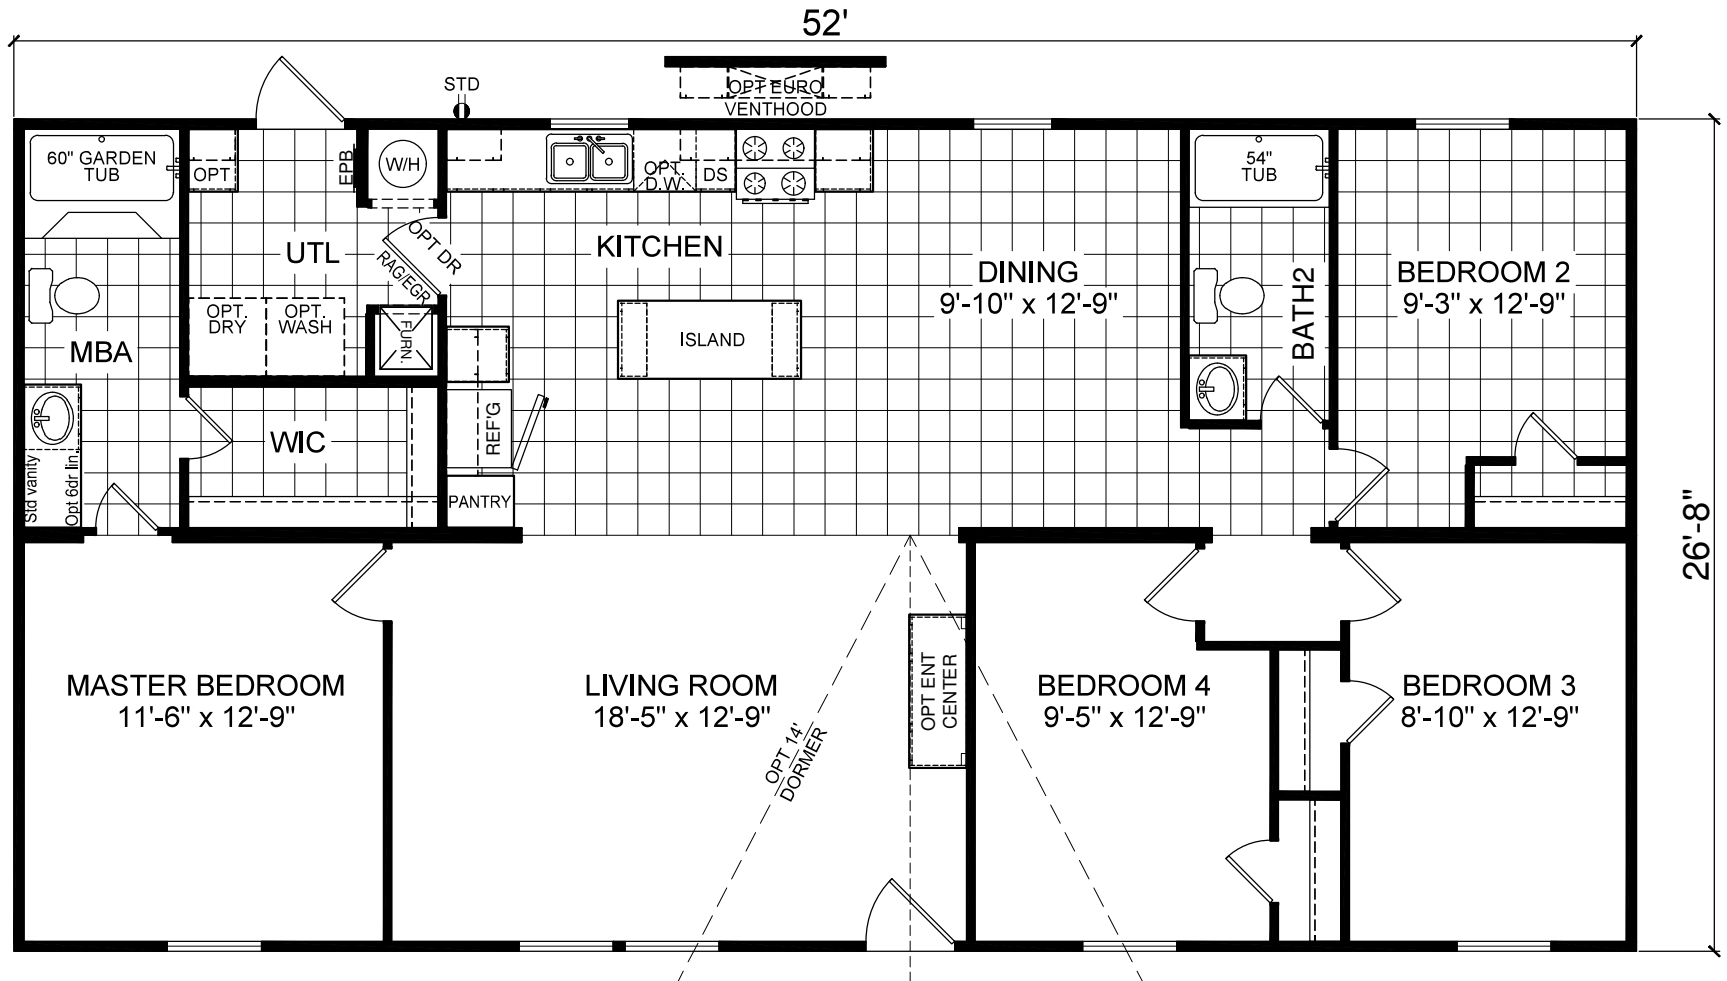 52'
STD
OPT EURO
VENTHOOD
60" GARDEN
TUB
OPT
EPB
W/H
OPT.
D.W.
DS
54"
TUB
UTL
OPT DR
RAG/EGR
KITCHEN
DINING
9'-10" x 12'-9"
BATH2
BEDROOM 2
9'-3" x 12'-9"
OPT.
DRY
OPT.
WASH
FURN.
ISLAND
MBA
WIC
REF'G
PANTRY
Std vanity
Opt 6dr lin.
26'-8"
MASTER BEDROOM
11'-6" x 12'-9"
LIVING ROOM
18'-5" x 12'-9"
OPT 14'
DORMER
OPT ENT
CENTER
BEDROOM 4
9'-5" x 12'-9"
BEDROOM 3
8'-10" x 12'-9"